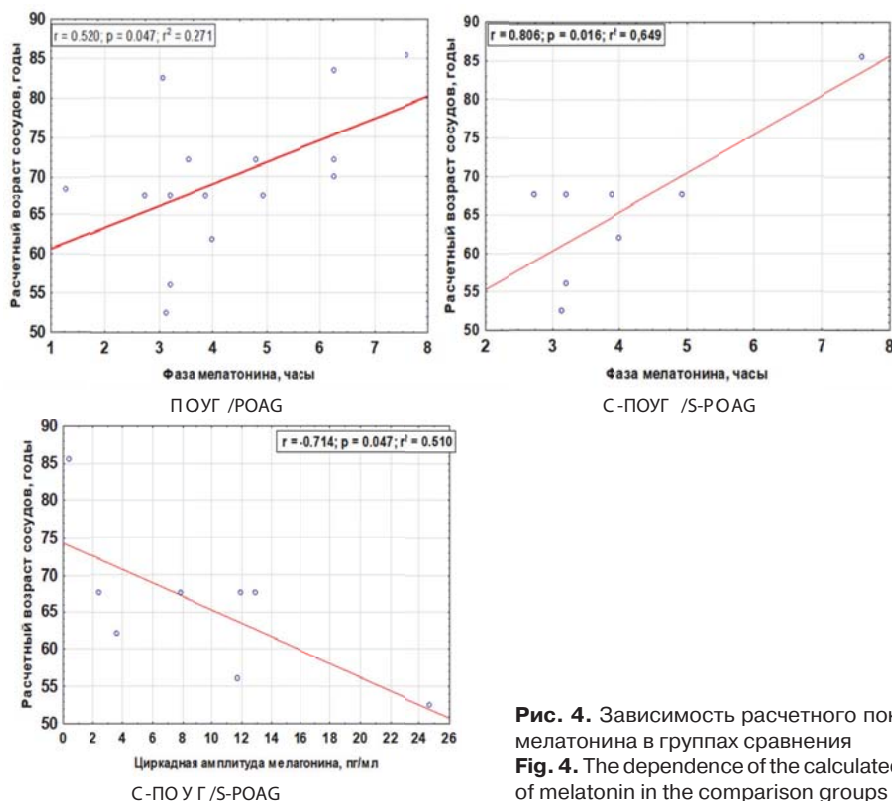 r = 0.520; p = 0.047; r² = 0.271
Расчетный возраст сосудов, годы
90
85
80
75
70
65
60
55
50
1 2 3 4 5 6 7 8
Фаза мелатонина, часы
ПОУГ /POAG
r = 0.806; p = 0.016; r' = 0,649
Расчетный возраст сосудов, годы
90
85
80
75
70
65
60
55
50
2 3 4 5 6 7 8
Фаза мелатонина, часы
С-ПОУГ /S-POAG
r = -0.714; p = 0.047; r' = 0.510
Расчетный возраст сосудов, годы
90
85
80
75
70
65
60
55
50
0 2 4 6 8 10 12 14 16 18 20 22 24 26
Циркадная амплитуда мелатонина, пг/мл
С-ПОУГ /S-POAG
Рис. 4. Зависимость расчетного
мелатонина в группах сравнения
Fig. 4. The dependence of the calculated
of melatonin in the comparison groups